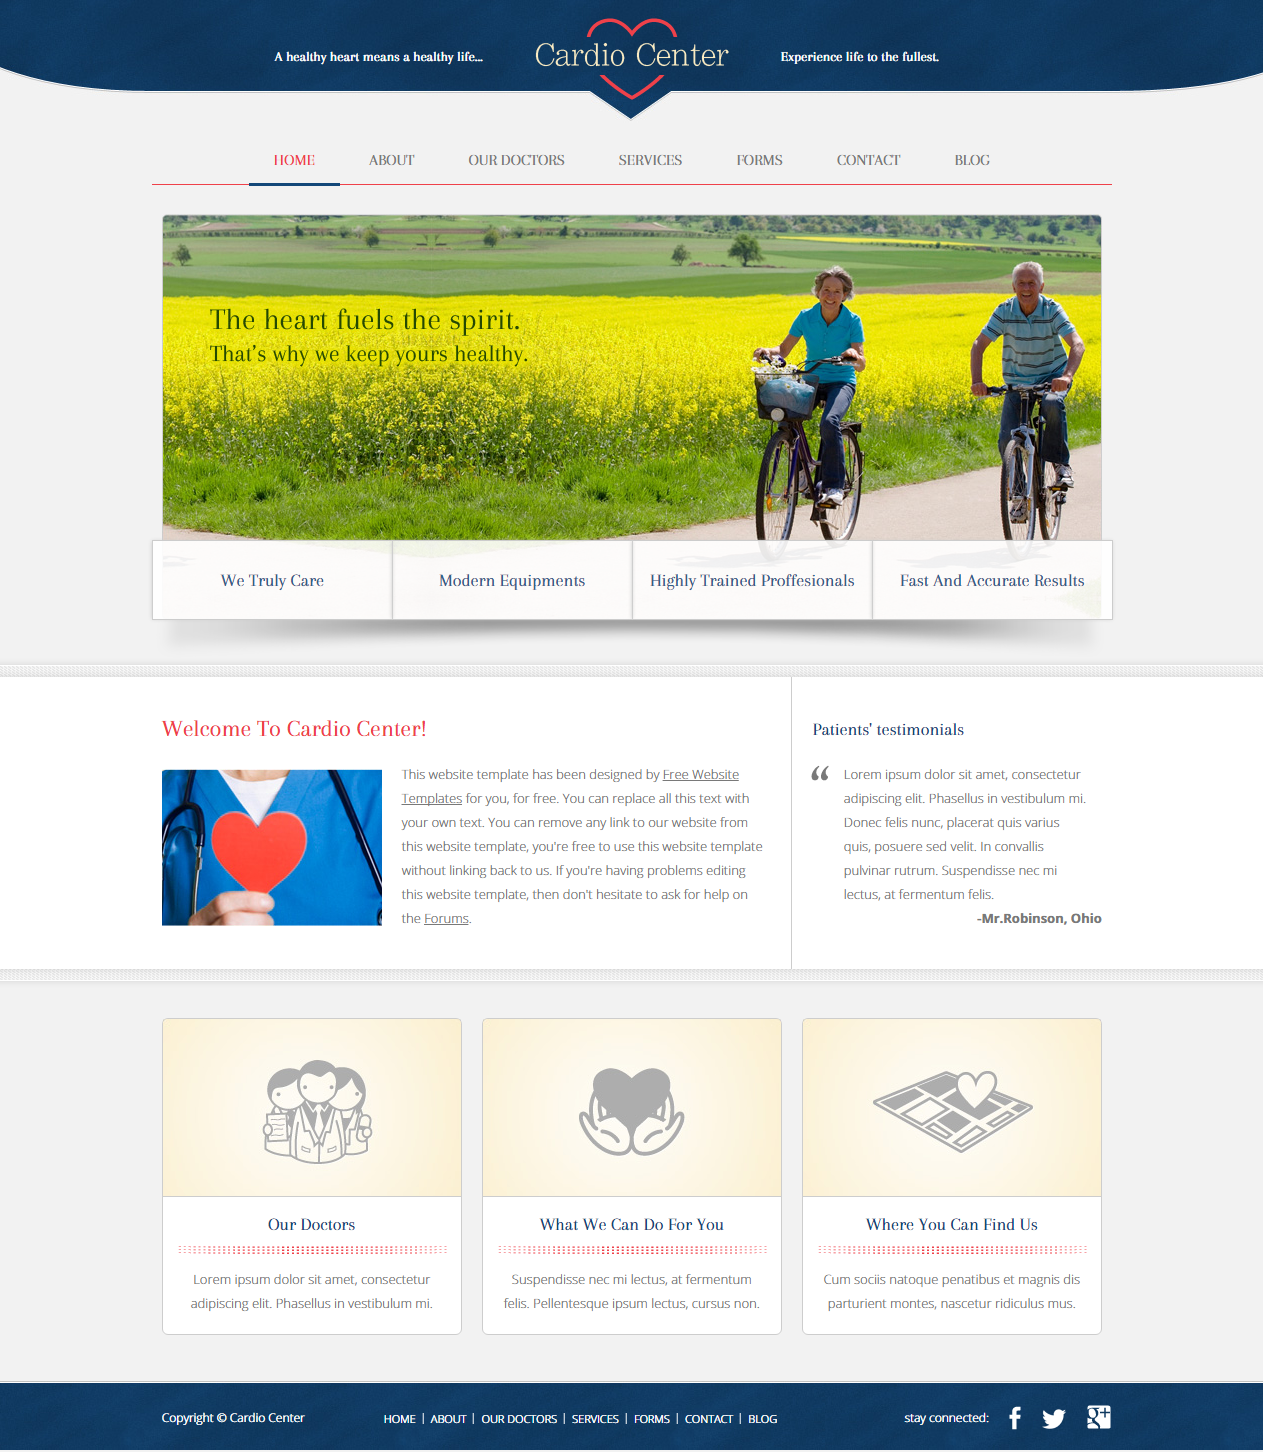 A healthy heart means a healthy life...
Cardio Center
Experience life to the fullest.
HOME ABOUT OUR DOCTORS SERVICES FORMS CONTACT BLOG
The heart fuels the spirit.
That's why we keep yours healthy.
We Truly Care
Modern Equipments
Highly Trained Proffesionals
Fast And Accurate Results
Welcome To Cardio Center!
This website template has been designed by Free Website
Templates for you, for free. You can replace all this text with
your own text. You can remove any link to our website from
this website template, you're free to use this website template
without linking back to us. If you're having problems editing
this website template, then don't hesitate to ask for help on
the Forums.
Patients' testimonials
“ Lorem ipsum dolor sit amet, consectetur
adipiscing elit. Phasellus in vestibulum mi.
Donec felis nunc, placerat quis varius
quis, posuere sed velit. In convallis
pulvinar rutrum. Suspendisse nec mi
lectus, at fermentum felis.
-Mr.Robinson, Ohio
Our Doctors
Lorem ipsum dolor sit amet, consectetur
adipiscing elit. Phasellus in vestibulum mi.
What We Can Do For You
Suspendisse nec mi lectus, at fermentum
felis. Pellentesque ipsum lectus, cursus non.
Where You Can Find Us
Cum sociis natoque penatibus et magnis dis
parturient montes, nascetur ridiculus mus.
Copyright © Cardio Center
HOME | ABOUT | OUR DOCTORS | SERVICES | FORMS | CONTACT | BLOG
stay connected: